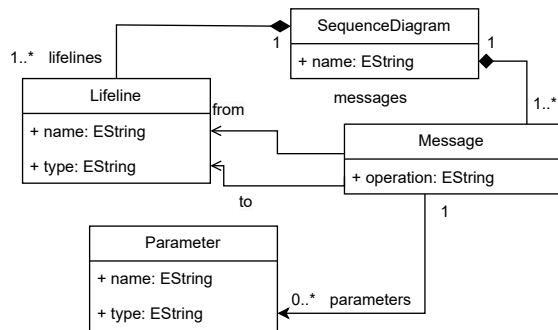 SequenceDiagram
+ name: EString
1
1
1..* lifelines
messages
1..*
Lifeline
+ name: EString
+ type: EString
from
to
Message
+ operation: EString
1
Parameter
+ name: EString
+ type: EString
0..* parameters